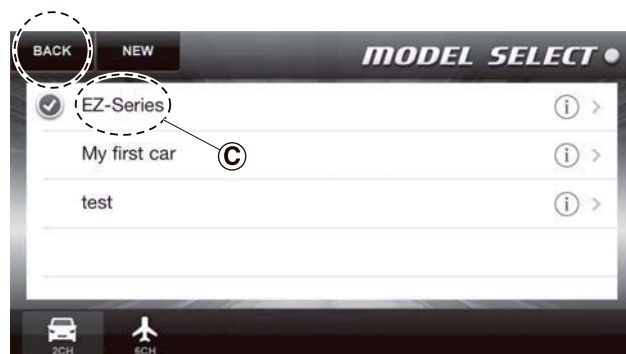 BACK NEW MODEL SELECT
EZ-Series
My first car
C
test
2CH 6CH